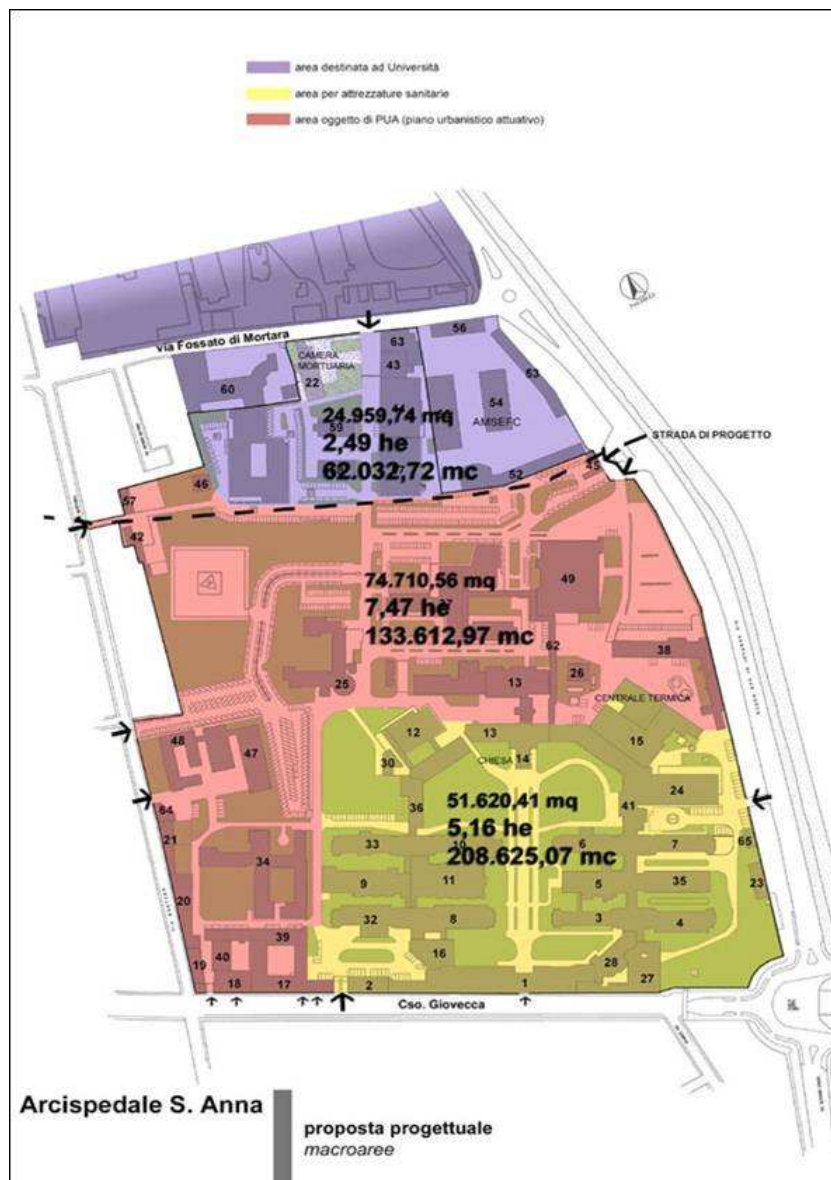 area destinata ad Università
area per attrezzature sanitarie
area oggetto di PUA (piano urbanistico attuativo)
via Fossato di Mortara
CAMERA
MORTUARIA
63
43
22
60
56
53
54
AMSEFC
59
24.959,74 mq
2,49 he
62.032,72 mc
STRADA DI PROGETTO
52
45
46
57
42
74.710,56 mq
7,47 he
133.612,97 mc
49
62
38
25
13
26
CENTRALE TERMICA
12
13
15
CHIESA
14
30
48
47
24
51.620,41 mq
5,16 he
208.625,07 mc
36
41
64
21
33
6
7
65
34
9
11
5
35
23
20
32
8
3
4
39
16
28
27
19
40
18
17
2
1
Cso. Giovecca
Arcispedale S. Anna
proposta progettuale
macroaree